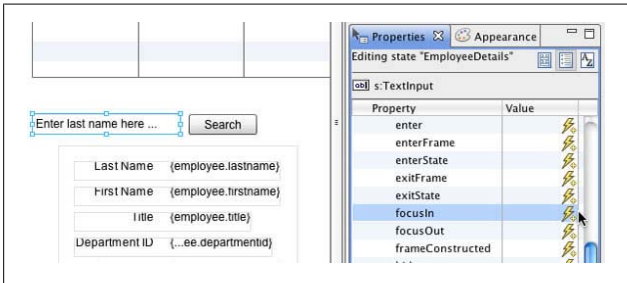 Enter last name here ...
Search
Last Name {employee.lastname}
First Name {employee.firstname}
Title {employee.title}
Department ID {...ee.departmentid}
Properties
Appearance
Editing state "EmployeeDetails"
s:TextInput
Property Value
enter
enterFrame
enterState
exitFrame
exitState
focusIn
focusOut
frameConstructed